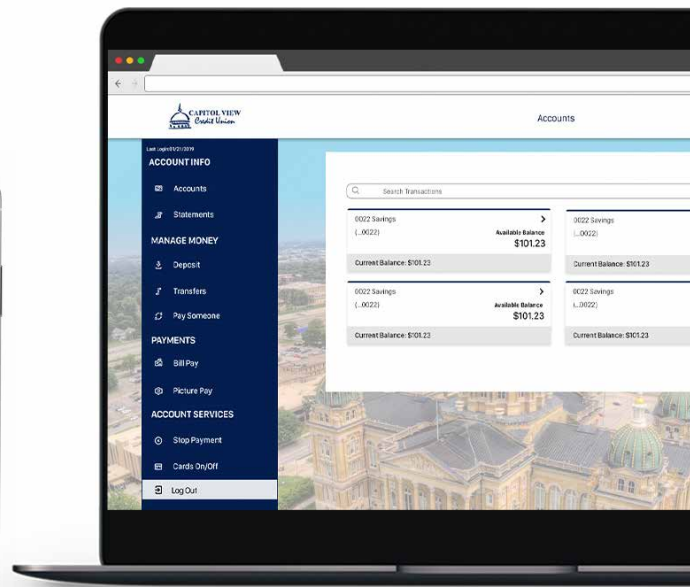 CAPITOL VIEW
Credit Union
Accounts
Last Login:01/21/2019
ACCOUNT INFO
Accounts
Statements
MANAGE MONEY
Deposit
Transfers
Pay Someone
PAYMENTS
Bill Pay
Picture Pay
ACCOUNT SERVICES
Stop Payment
Cards On/Off
Log Out
Search Transactions
0022 Savings
(...0022)
Available Balance
$101.23
Current Balance: $101.23
0022 Savings
(...0022)
Current Balance: $101.23
0022 Savings
(...0022)
Available Balance
$101.23
Current Balance: $101.23
0022 Savings
(...0022)
Current Balance: $101.23